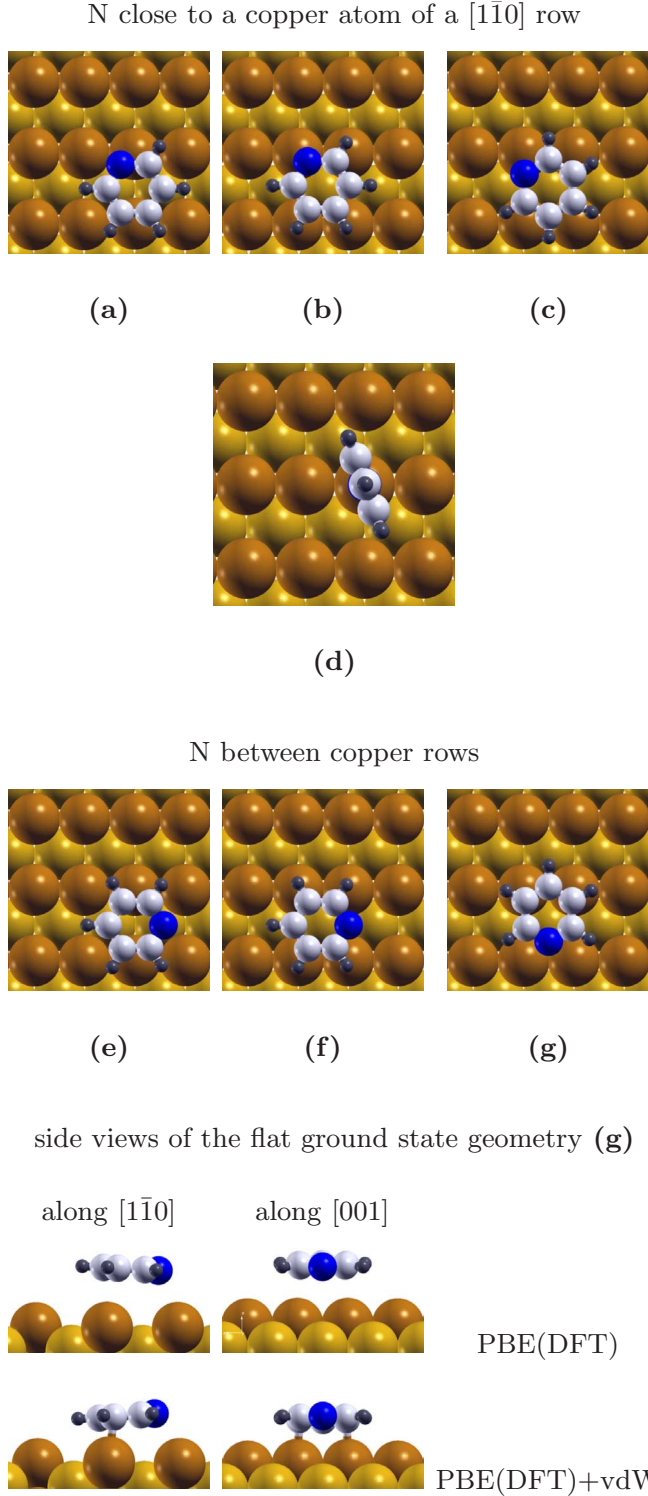 N close to a copper atom of a [11̄0] row
(a) (b) (c)
(d)
N between copper rows
(e) (f) (g)
side views of the flat ground state geometry (g)
along [11̄0] along [001]
PBE(DFT)
PBE(DFT)+vdW